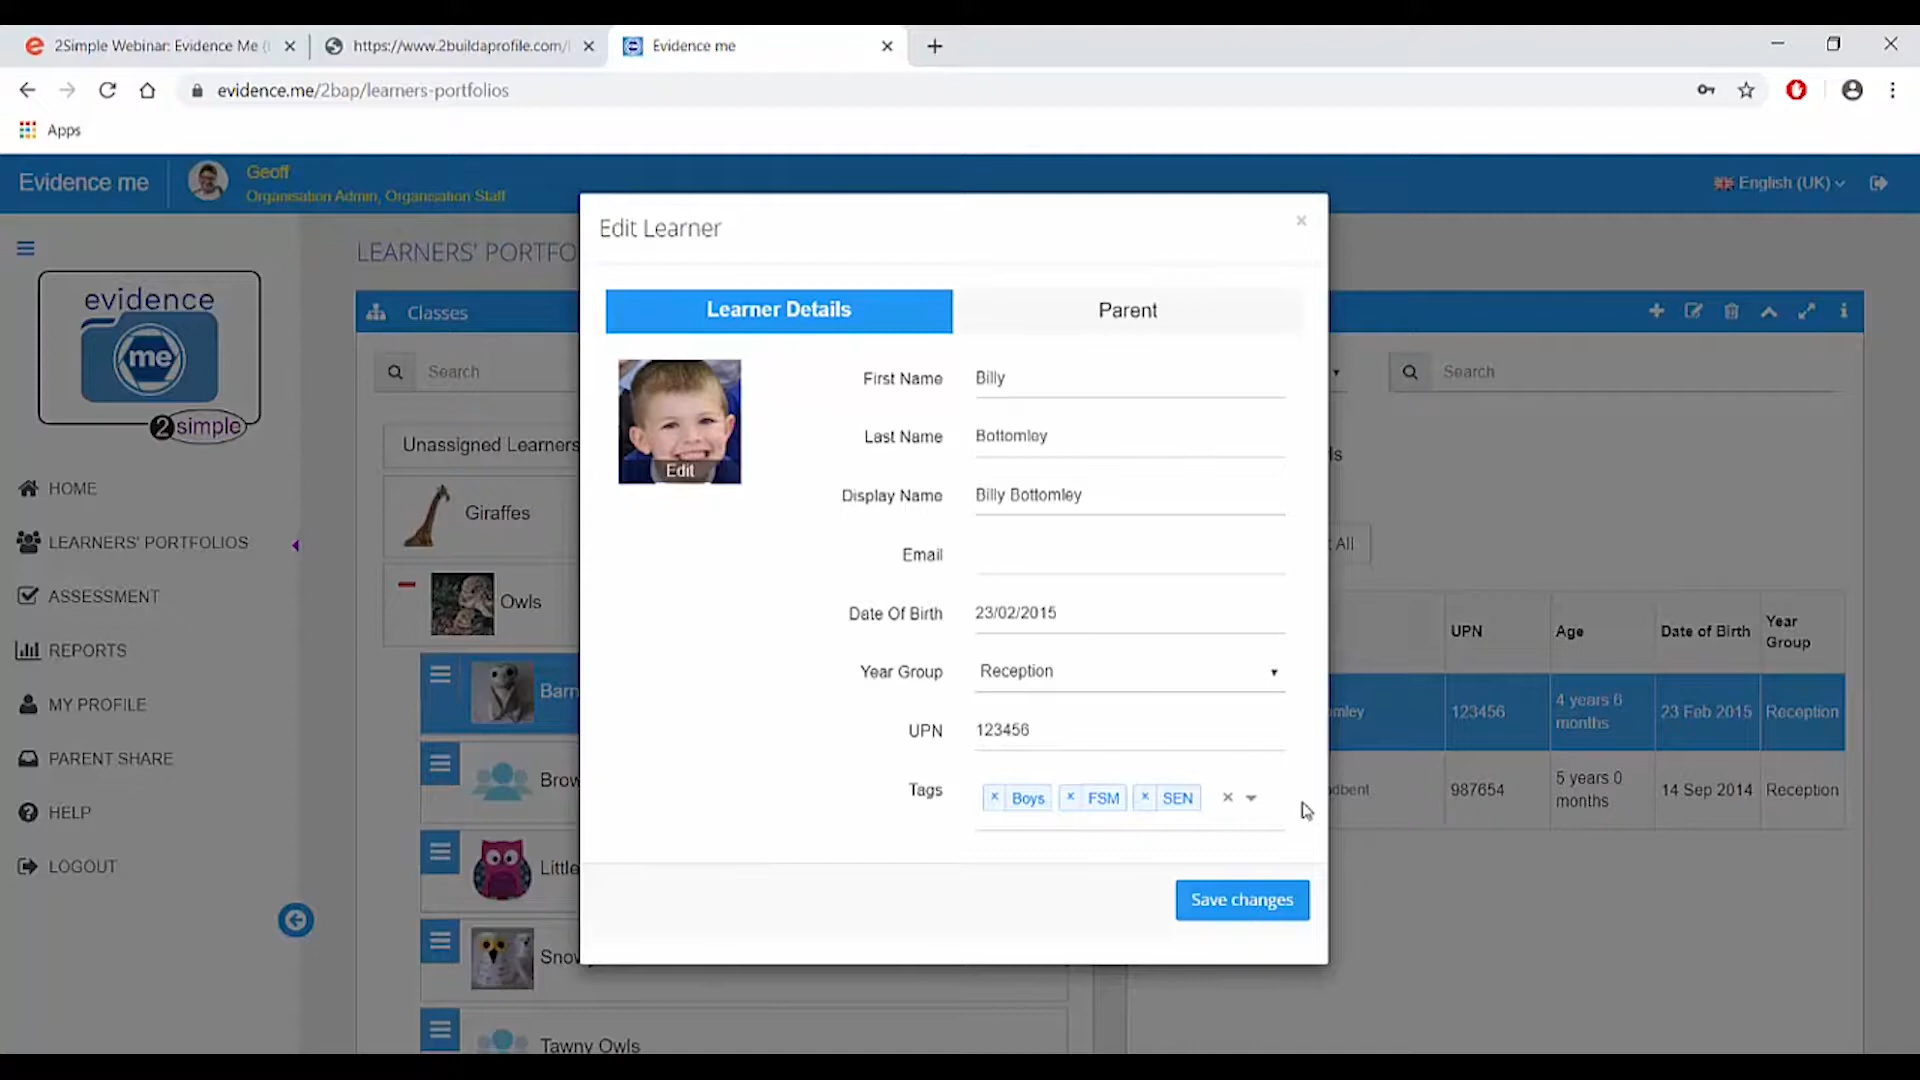 2Simple Webinar: Evidence Me (
https://www.2buildaprofile.com/
Evidence me
evidence.me/2bap/learners-portfolios
Apps
Evidence me
Geoff
Organisation Admin, Organisation Staff
English (UK)
evidence
me
2simple
HOME
LEARNERS' PORTFOLIOS
ASSESSMENT
REPORTS
MY PROFILE
PARENT SHARE
HELP
LOGOUT
LEARNERS' PORTFO
Classes
Search
Unassigned Learners
Giraffes
Owls
Barn
Brow
Little
Snow
Tawny Owls
Edit Learner
Learner Details
Parent
Edit
First Name Billy
Last Name Bottomley
Display Name Billy Bottomley
Email
Date Of Birth 23/02/2015
Year Group Reception
UPN 123456
Tags Boys FSM SEN
Save changes
Search
ls
All
UPN Age Date of Birth Year Group
mley 123456 4 years 6 months 23 Feb 2015 Reception
dbent 987654 5 years 0 months 14 Sep 2014 Reception